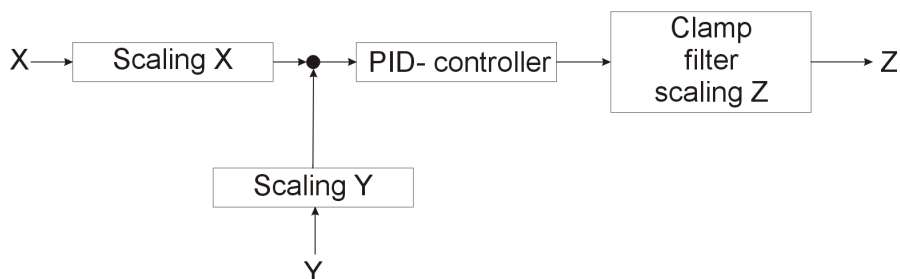 X
Scaling X
PID- controller
Clamp
filter
scaling Z
Z
Scaling Y
Y